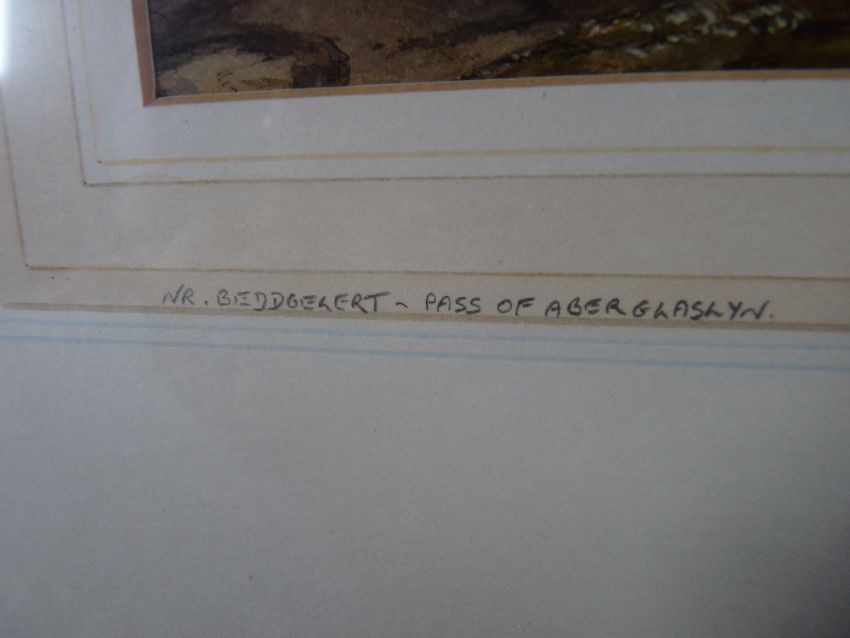 NR. BEDDGELERT ~ PASS OF ABERGLASLYN.